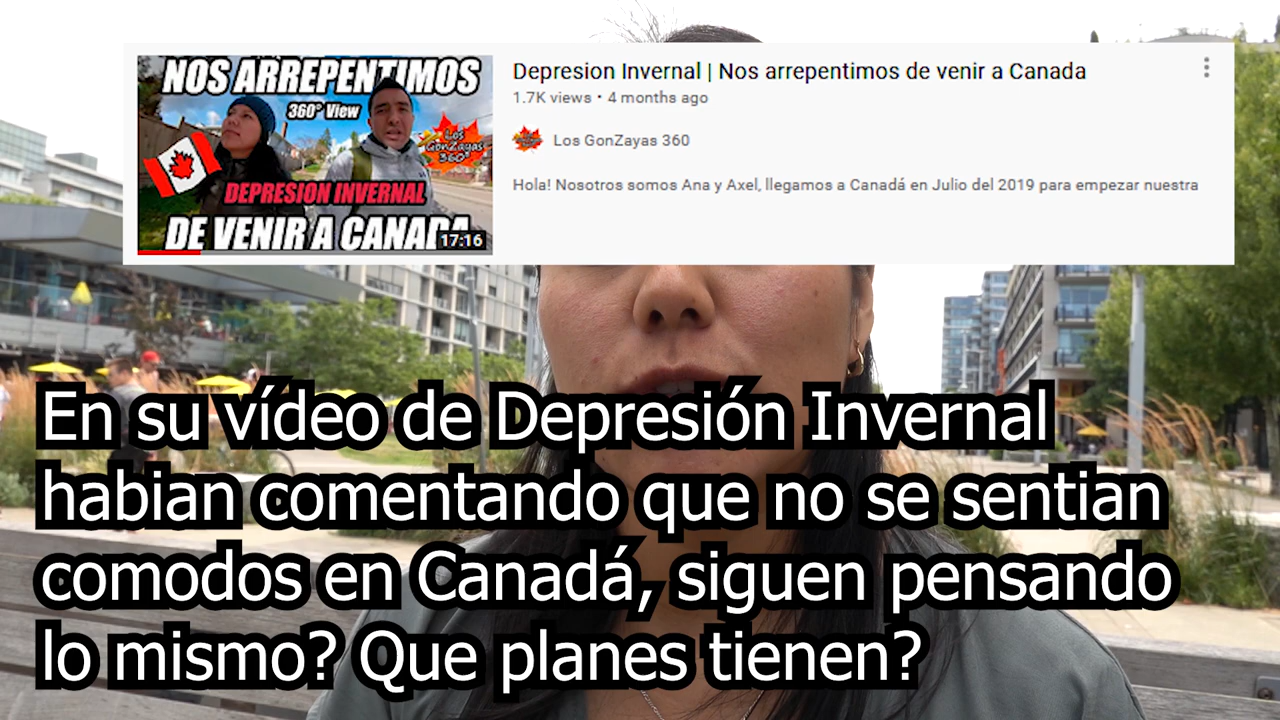 NOS ARREPENTIMOS
360° View
Los
GonZayas
360°
DEPRESION INVERNAL
DE VENIR A CANADA
17:16
Depresion Invernal | Nos arrepentimos de venir a Canada
1.7K views • 4 months ago
Los GonZayas 360
Hola! Nosotros somos Ana y Axel, llegamos a Canadá en Julio del 2019 para empezar nuestra
En su vídeo de Depresión Invernal
habian comentando que no se sentian
comodos en Canadá, siguen pensando
lo mismo? Que planes tienen?